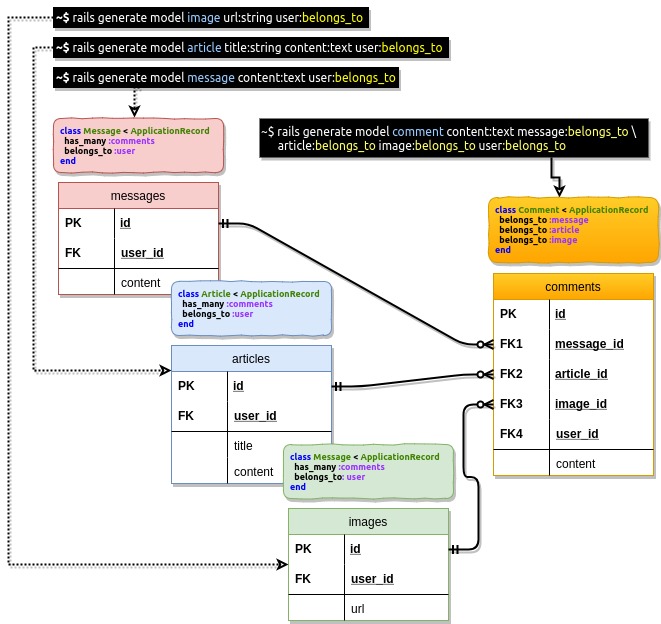 ~$ rails generate model image url:string user:belongs_to
~$ rails generate model article title:string content:text user:belongs_to
~$ rails generate model message content:text user:belongs_to
class Message < ApplicationRecord
has_many :comments
belongs_to :user
end
~$ rails generate model comment content:text message:belongs_to \
article:belongs_to image:belongs_to user:belongs_to
messages
PK id
FK user_id
content
class Comment < ApplicationRecord
belongs_to :message
belongs_to :article
belongs_to :image
end
comments
PK id
FK1 message_id
FK2 article_id
FK3 image_id
FK4 user_id
content
class Article < ApplicationRecord
has_many :comments
belongs_to :user
end
articles
PK id
FK user_id
title
content
class Message < ApplicationRecord
has_many :comments
belongs_to: user
end
images
PK id
FK user_id
url